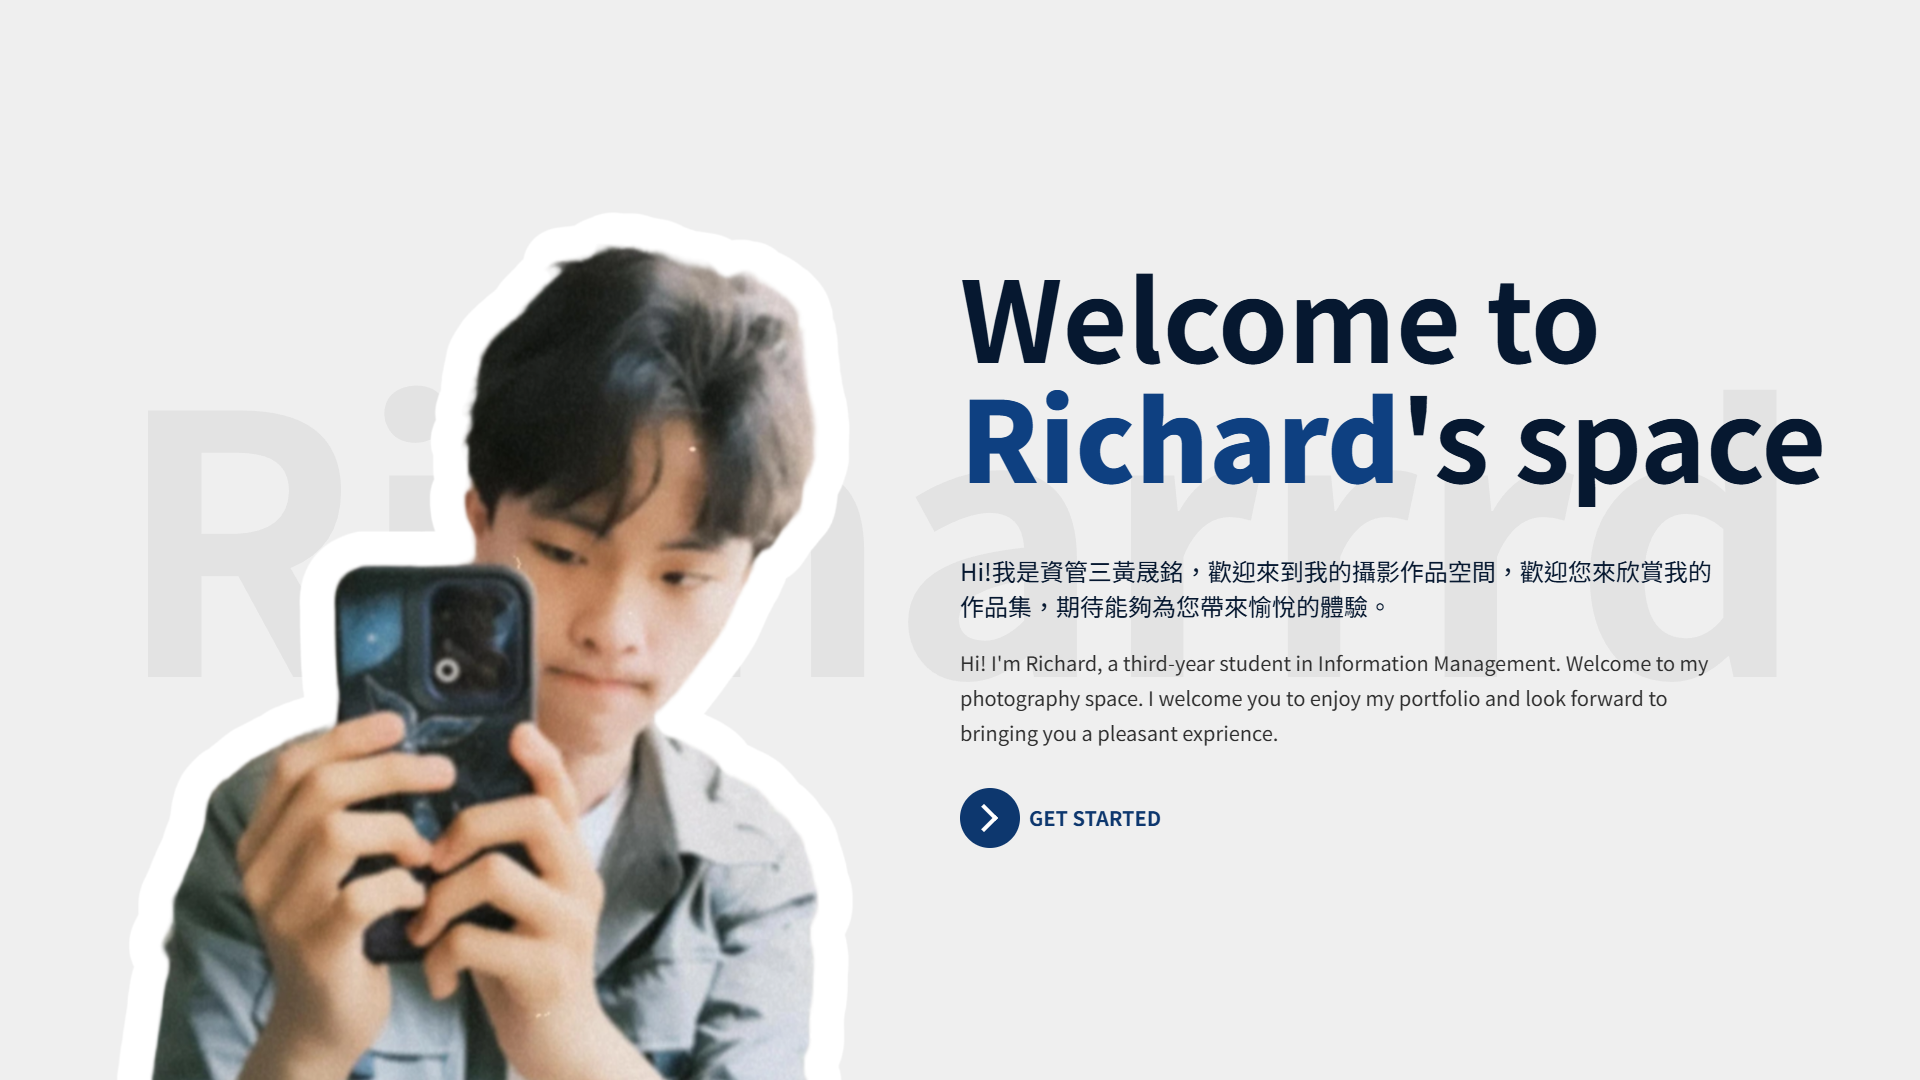 Welcome to
Richard's space
Hi!我是資管三黃晟銘，歡迎來到我的攝影作品空間，歡迎您來欣賞我的
作品集，期待能夠為您帶來愉悅的體驗。
Hi! I'm Richard, a third-year student in Information Management. Welcome to my
photography space. I welcome you to enjoy my portfolio and look forward to
bringing you a pleasant exprience.
GET STARTED